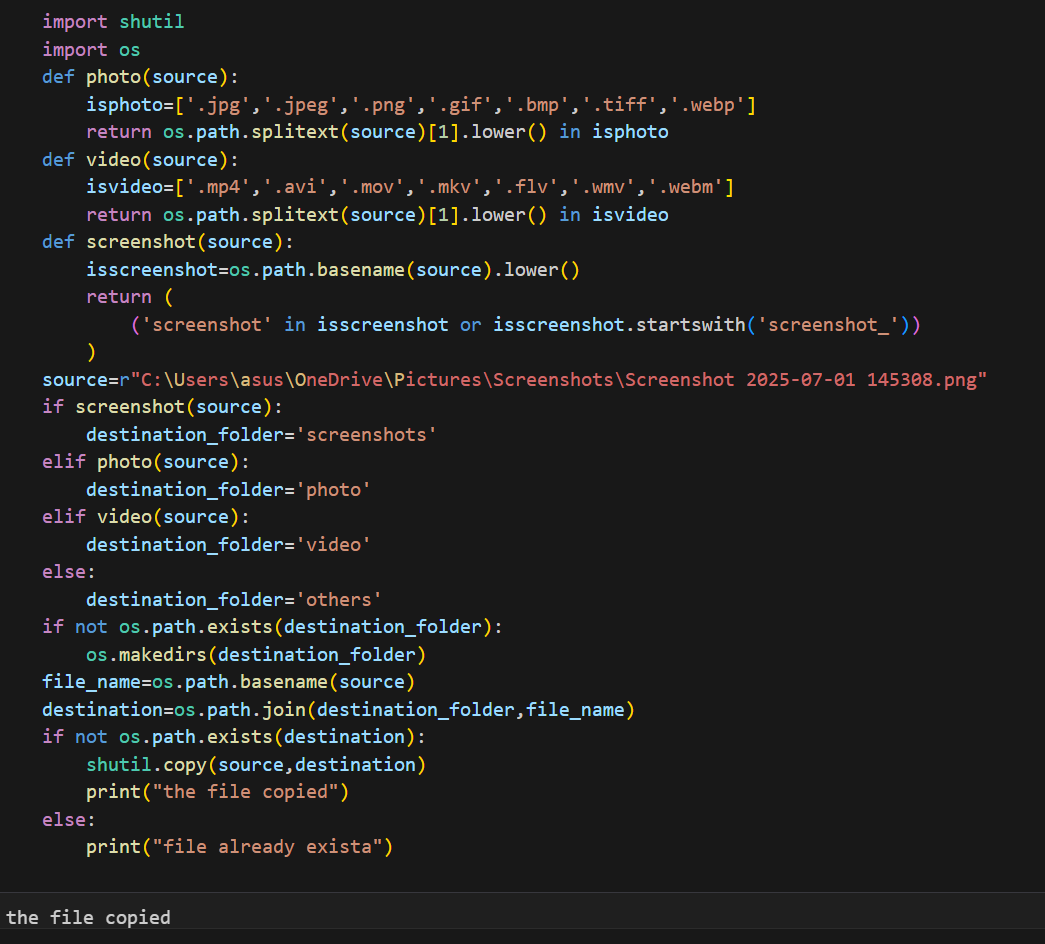 import shutil
import os
def photo(source):
    isphoto=['.jpg','.jpeg','.png','.gif','.bmp','.tiff','.webp']
    return os.path.splitext(source)[1].lower() in isphoto
def video(source):
    isvideo=['.mp4','.avi','.mov','.mkv','.flv','.wmv','.webm']
    return os.path.splitext(source)[1].lower() in isvideo
def screenshot(source):
    isscreenshot=os.path.basename(source).lower()
    return (
        ('screenshot' in isscreenshot or isscreenshot.startswith('screenshot_'))
    )
source=r"C:\Users\asus\OneDrive\Pictures\Screenshots\Screenshot 2025-07-01 145308.png"
if screenshot(source):
    destination_folder='screenshots'
elif photo(source):
    destination_folder='photo'
elif video(source):
    destination_folder='video'
else:
    destination_folder='others'
if not os.path.exists(destination_folder):
    os.makedirs(destination_folder)
file_name=os.path.basename(source)
destination=os.path.join(destination_folder,file_name)
if not os.path.exists(destination):
    shutil.copy(source,destination)
    print("the file copied")
else:
    print("file already exista")
the file copied